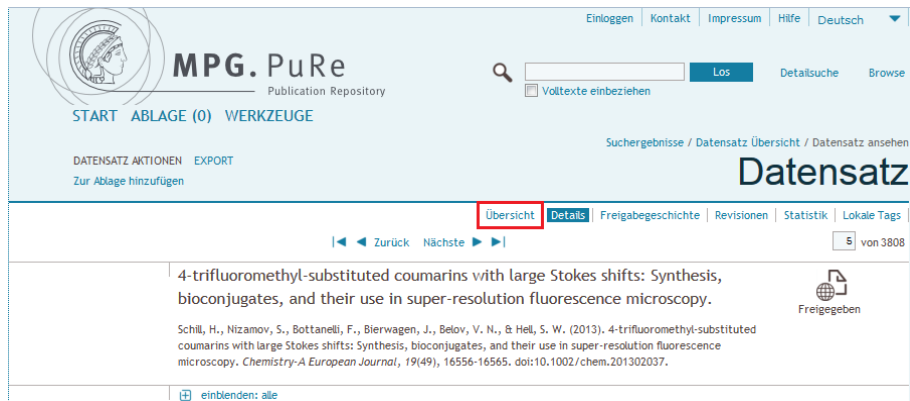 Einloggen Kontakt Impressum Hilfe Deutsch
MPG.PuRe
Publication Repository
Los Detailsuche Browse
Volltexte einbeziehen
START ABLAGE (0) WERKZEUGE
Suchergebnisse / Datensatz Übersicht / Datensatz ansehen
DATENSATZ AKTIONEN EXPORT
Datensatz
Zur Ablage hinzufügen
Übersicht Details Freigabegeschichte Revisionen Statistik Lokale Tags
Zurück Nächste 5 von 3808
4-trifluoromethyl-substituted coumarins with large Stokes shifts: Synthesis,
bioconjugates, and their use in super-resolution fluorescence microscopy.
Freigegeben
Schill, H., Nizamov, S., Bottanelli, F., Bierwagen, J., Belov, V. N., & Hell, S. W. (2013). 4-trifluoromethyl-substituted
coumarins with large Stokes shifts: Synthesis, bioconjugates, and their use in super-resolution fluorescence
microscopy. Chemistry-A European Journal, 19(49), 16556-16565. doi:10.1002/chem.201302037.
einblenden: alle